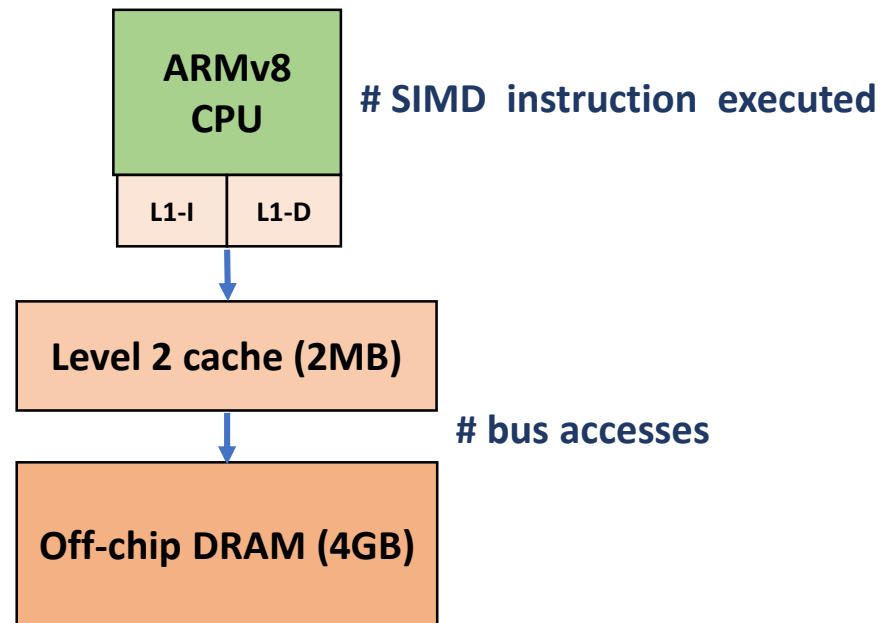 ARMv8
CPU
# SIMD instruction executed
L1-I L1-D
Level 2 cache (2MB)
# bus accesses
Off-chip DRAM (4GB)